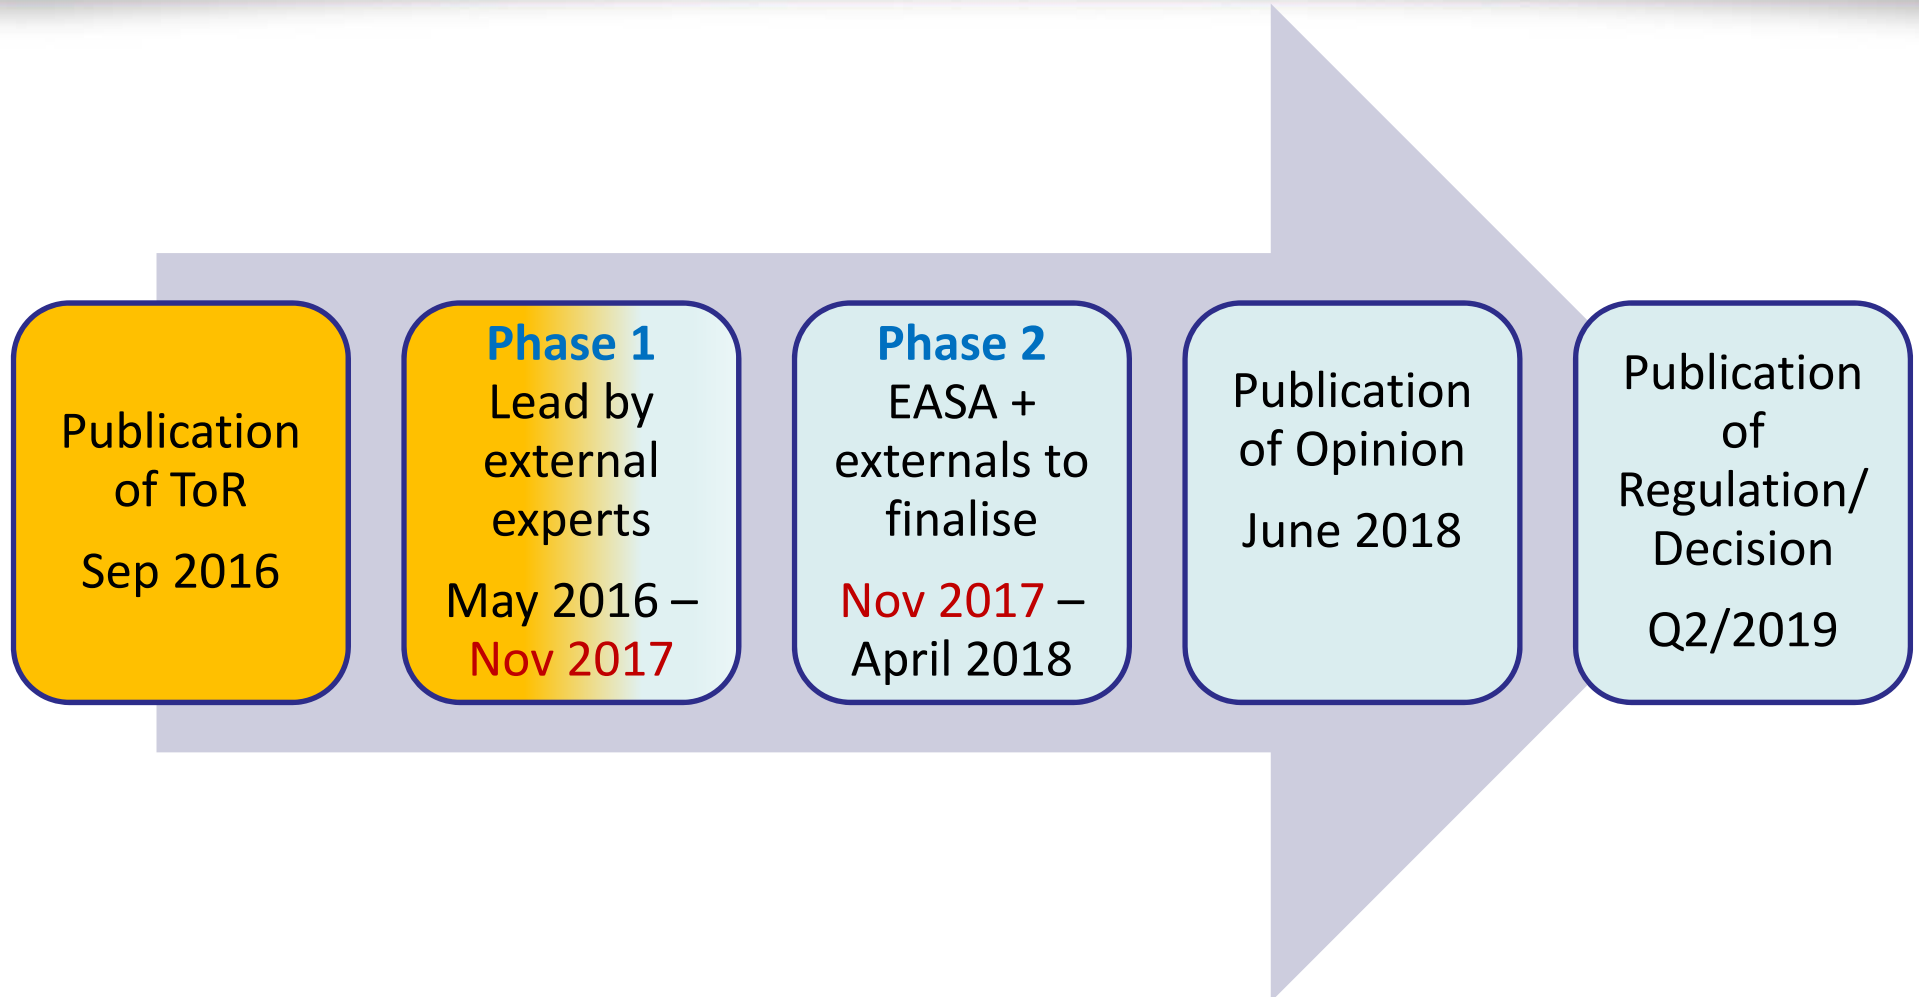 Publication
of ToR
Sep 2016
Phase 1
Lead by
external
experts
May 2016 –
Nov 2017
Phase 2
EASA +
externals to
finalise
Nov 2017 –
April 2018
Publication
of Opinion
June 2018
Publication
of
Regulation/
Decision
Q2/2019